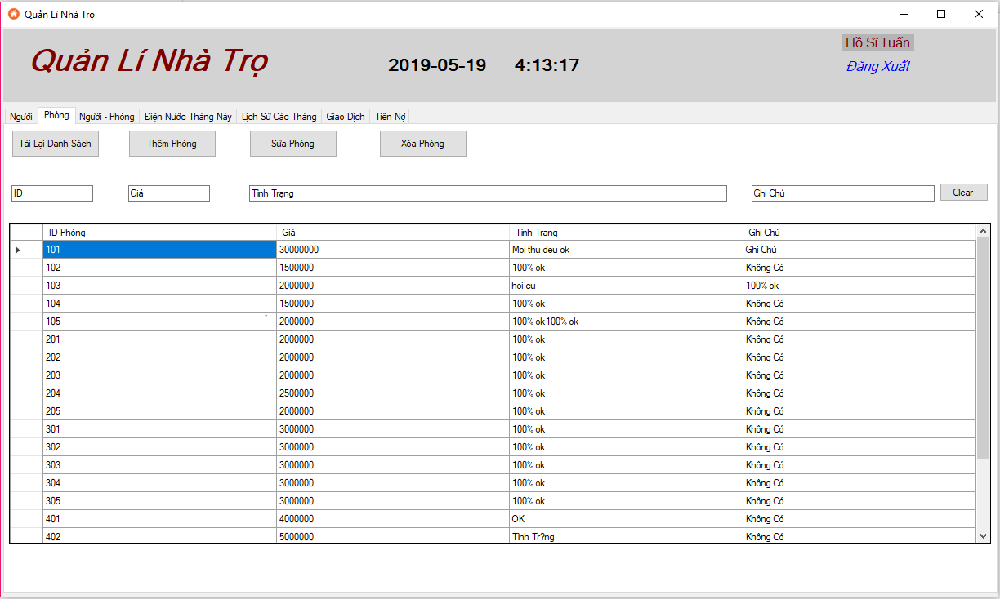 Quản Lí Nhà Trọ
Quản Lí Nhà Trọ 2019-05-19 4:13:17 Hồ Sĩ Tuấn
Đăng Xuất
Người Phòng Người - Phòng Điện Nước Tháng Này Lịch Sử Các Tháng Giao Dịch Tiền Nợ
Tải Lại Danh Sách Thêm Phòng Sửa Phòng Xóa Phòng
ID Giá Tình Trạng Ghi Chú Clear
ID Phòng Giá Tình Trạng Ghi Chú
101 30000000 Moi thu deu ok Ghi Chú
102 1500000 100% ok Không Có
103 2000000 hoi cu 100% ok
104 1500000 100% ok Không Có
105 2000000 100% ok100% ok Không Có
201 2000000 100% ok Không Có
202 2000000 100% ok Không Có
203 2000000 100% ok Không Có
204 2500000 100% ok Không Có
205 2000000 100% ok Không Có
301 3000000 100% ok Không Có
302 3000000 100% ok Không Có
303 3000000 100% ok Không Có
304 3000000 100% ok Không Có
305 3000000 100% ok Không Có
401 4000000 OK Không Có
402 5000000 Tình Tr?ng Không Có